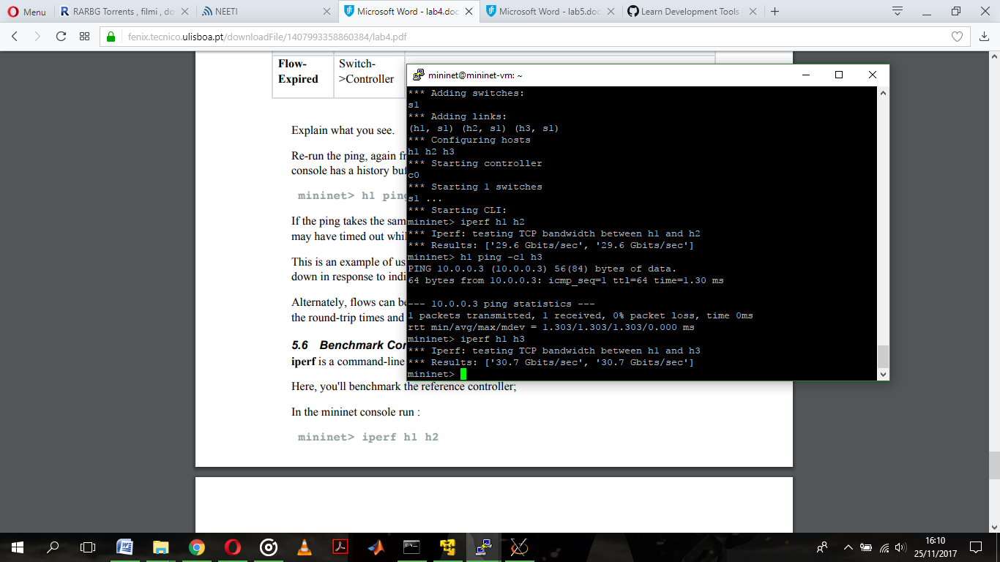 Menu
RARBG Torrents , filmi , do
NEETI
Microsoft Word - lab4.doc
Microsoft Word - lab5.doc
Learn Development Tools
fenix.tecnico.ulisboa.pt/downloadFile/1407993358860384/lab4.pdf
Flow-
Expired
Switch-
>Controller
Explain what you see.
Re-run the ping, again fr
console has a history buf
mininet> h1 ping
If the ping takes the sam
may have timed out whil
This is an example of us
down in response to indi
Alternately, flows can be
the round-trip times and
5.6 Benchmark Con
iperf is a command-line
Here, you'll benchmark the reference controller;
In the mininet console run :
mininet> iperf h1 h2
mininet@mininet-vm: ~
*** Adding switches:
s1
*** Adding links:
(h1, s1) (h2, s1) (h3, s1)
*** Configuring hosts
h1 h2 h3
*** Starting controller
c0
*** Starting 1 switches
s1 ...
*** Starting CLI:
mininet> iperf h1 h2
*** Iperf: testing TCP bandwidth between h1 and h2
*** Results: ['29.6 Gbits/sec', '29.6 Gbits/sec']
mininet> h1 ping -c1 h3
PING 10.0.0.3 (10.0.0.3) 56(84) bytes of data.
64 bytes from 10.0.0.3: icmp_seq=1 ttl=64 time=1.30 ms
--- 10.0.0.3 ping statistics ---
1 packets transmitted, 1 received, 0% packet loss, time 0ms
rtt min/avg/max/mdev = 1.303/1.303/1.303/0.000 ms
mininet> iperf h1 h3
*** Iperf: testing TCP bandwidth between h1 and h3
*** Results: ['30.7 Gbits/sec', '30.7 Gbits/sec']
mininet>
16:10
25/11/2017